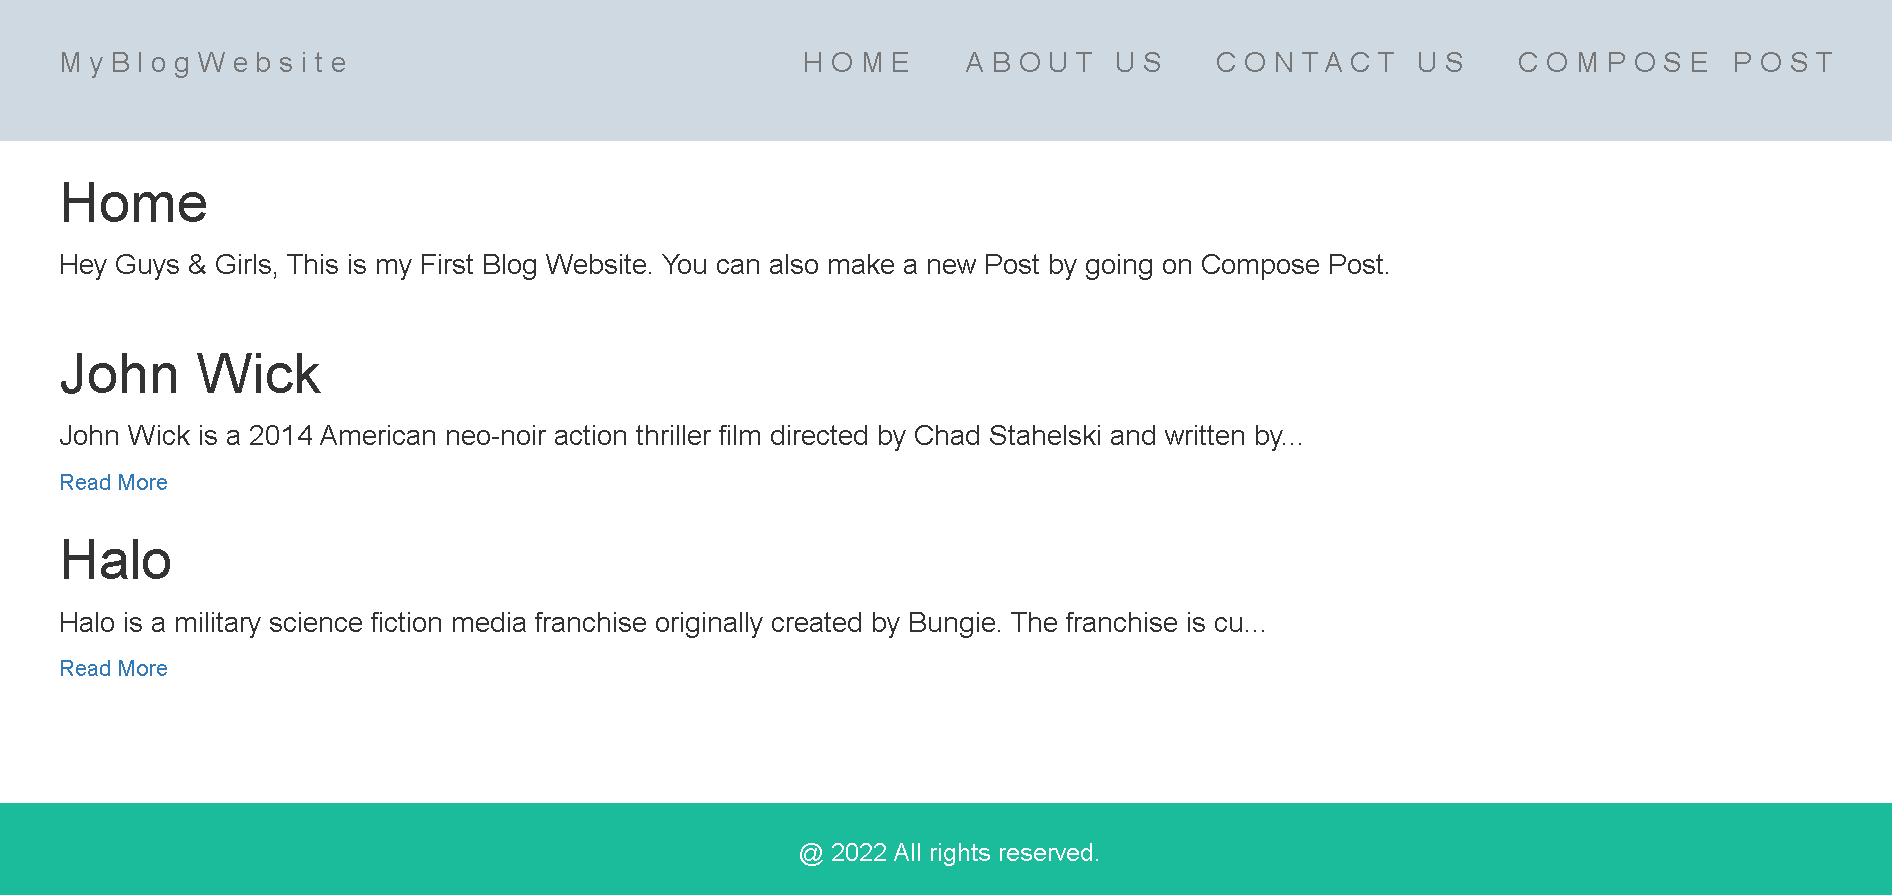 MyBlogWebsite HOME ABOUT US CONTACT US COMPOSE POST
Home
Hey Guys & Girls, This is my First Blog Website. You can also make a new Post by going on Compose Post.
John Wick
John Wick is a 2014 American neo-noir action thriller film directed by Chad Stahelski and written by...
Read More
Halo
Halo is a military science fiction media franchise originally created by Bungie. The franchise is cu...
Read More
@ 2022 All rights reserved.